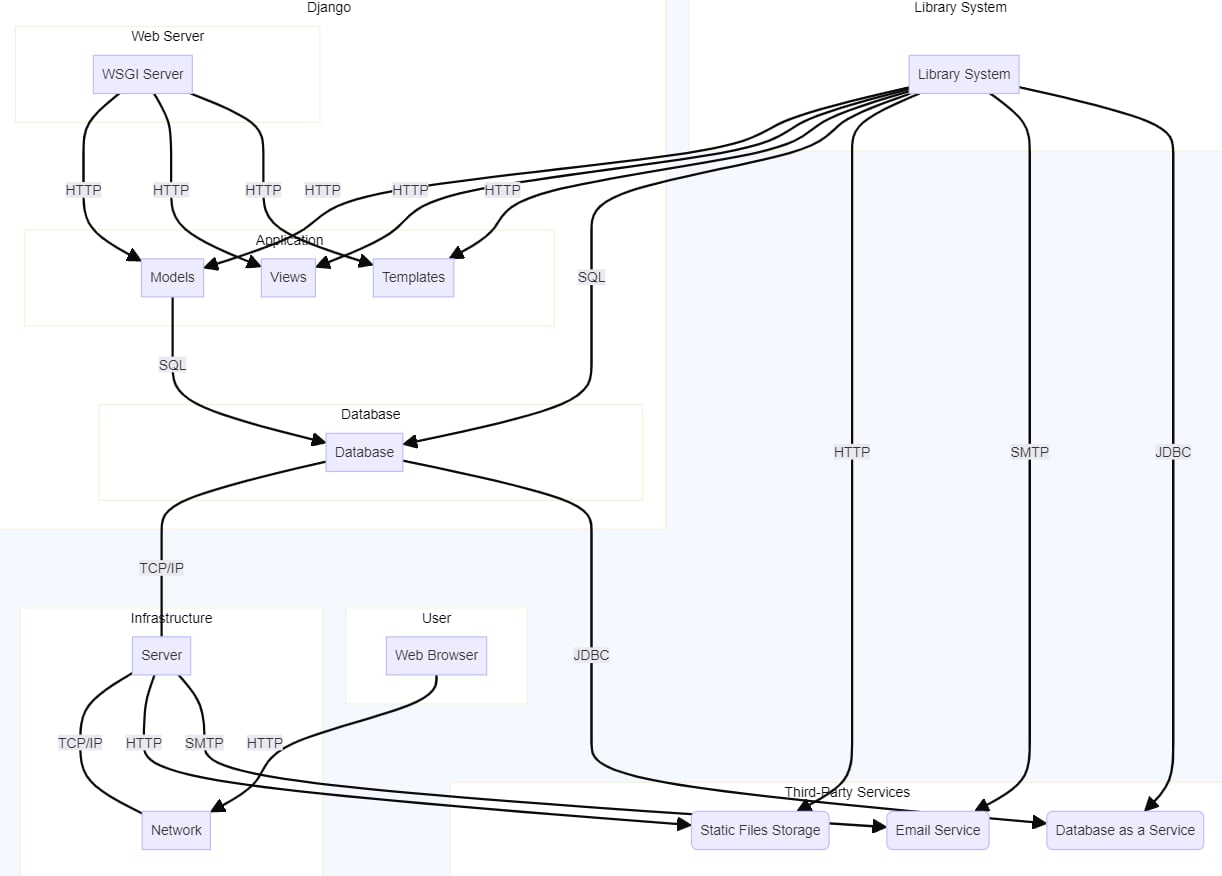 Django
Library System
Web Server
WSGI Server
Library System
HTTP
HTTP
HTTP
HTTP
HTTP
HTTP
Application
Models
Views
Templates
SQL
SQL
Database
Database
HTTP
SMTP
JDBC
TCP/IP
Infrastructure
User
Server
Web Browser
JDBC
TCP/IP
HTTP
SMTP
HTTP
Third-Party Services
Network
Static Files Storage
Email Service
Database as a Service